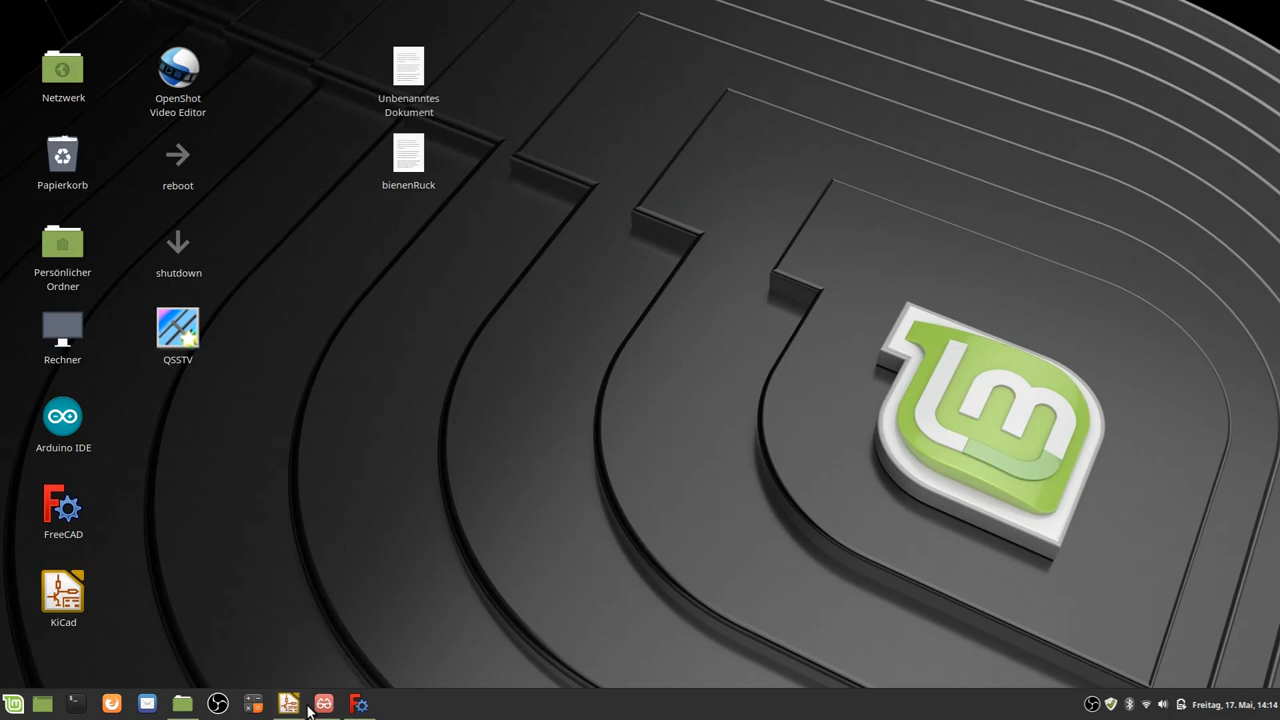 Netzwerk
OpenShot
Video Editor
Unbenanntes
Dokument
Papierkorb
reboot
bienenRuck
Persönlicher
Ordner
shutdown
Rechner
QSSTV
Arduino IDE
FreeCAD
KiCad
Freitag, 17. Mai, 14:14